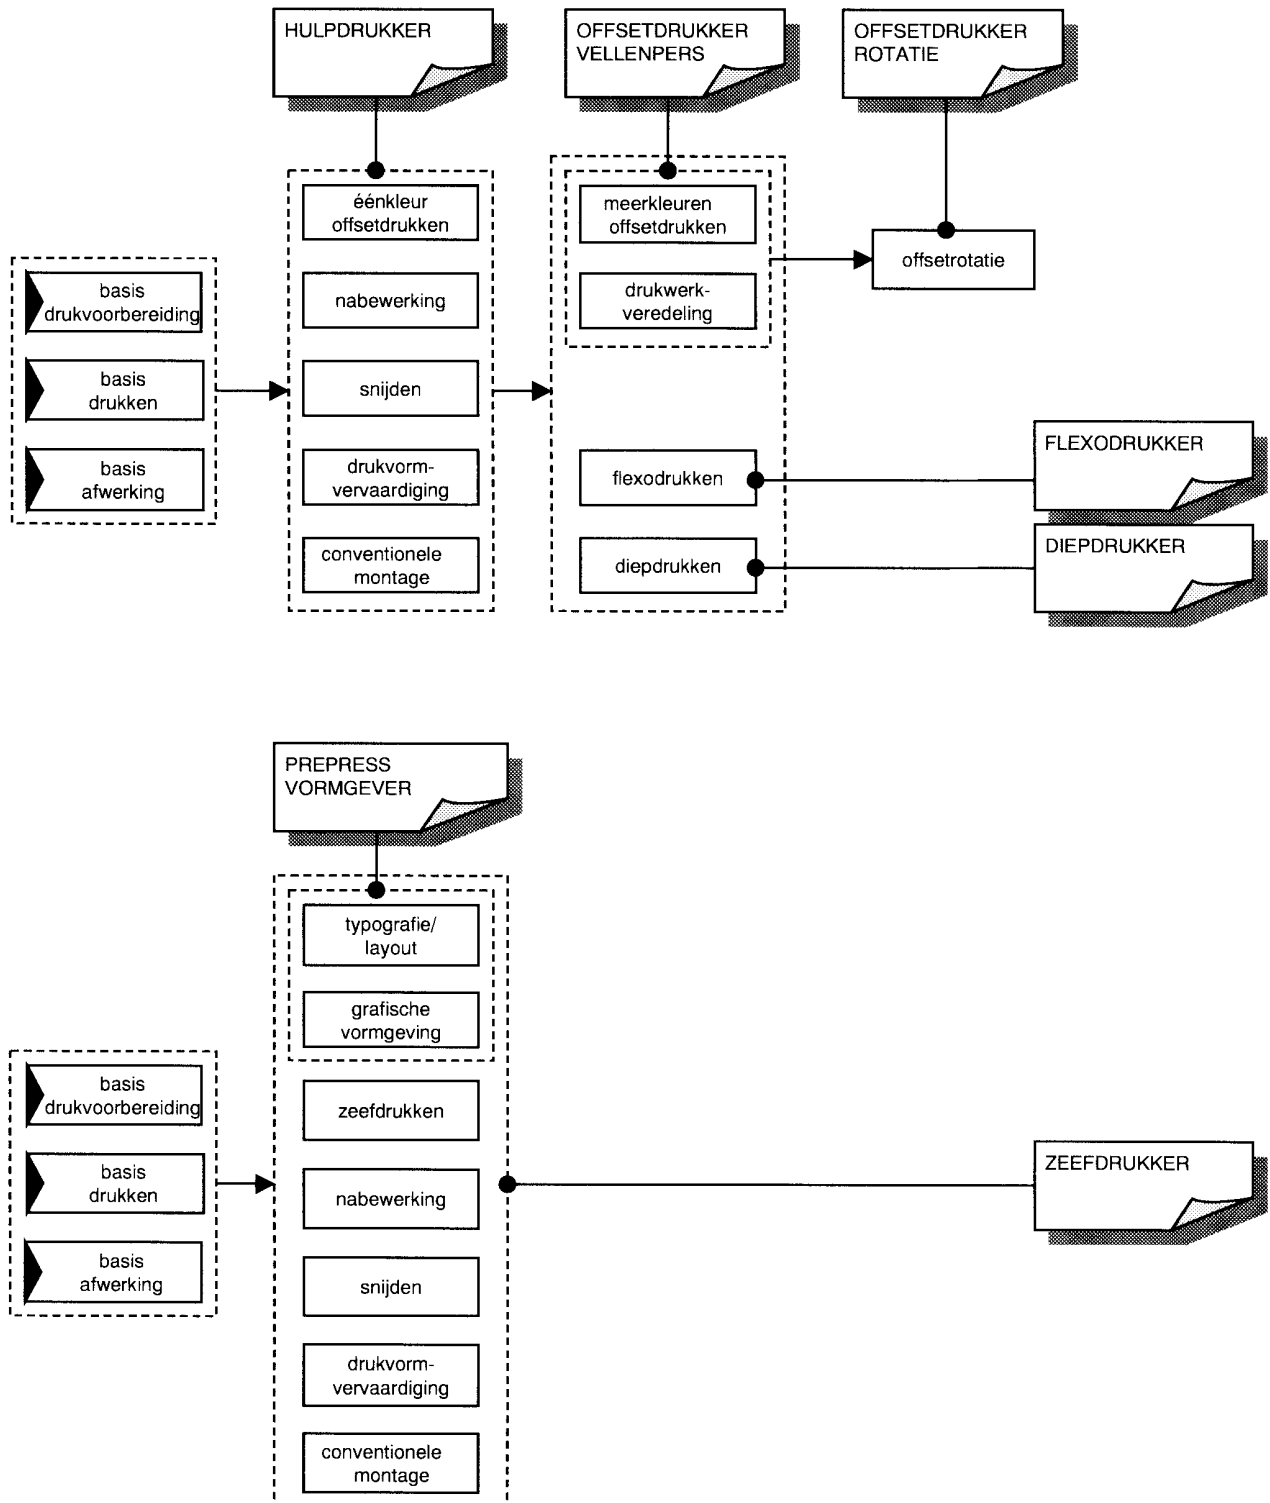 HULPDRUKKER
OFFSETDRUKKER
VELLENPERS
OFFSETDRUKKER
ROTATIE
éénkleur
offsetdrukken
nabewerking
snijden
drukvorm-
vervaardiging
conventionele
montage
meerkleuren
offsetdrukken
drukwerk-
veredeling
flexodrukken
diepdrukken
offsetrotatie
basis
drukvoorbereiding
basis
drukken
basis
afwerking
FLEXODRUKKER
DIEPDRUKKER
PREPRESS
VORMGEVER
typografie/
layout
grafische
vormgeving
zeefdrukken
nabewerking
snijden
drukvorm-
vervaardiging
conventionele
montage
basis
drukvoorbereiding
basis
drukken
basis
afwerking
ZEEFDRUKKER